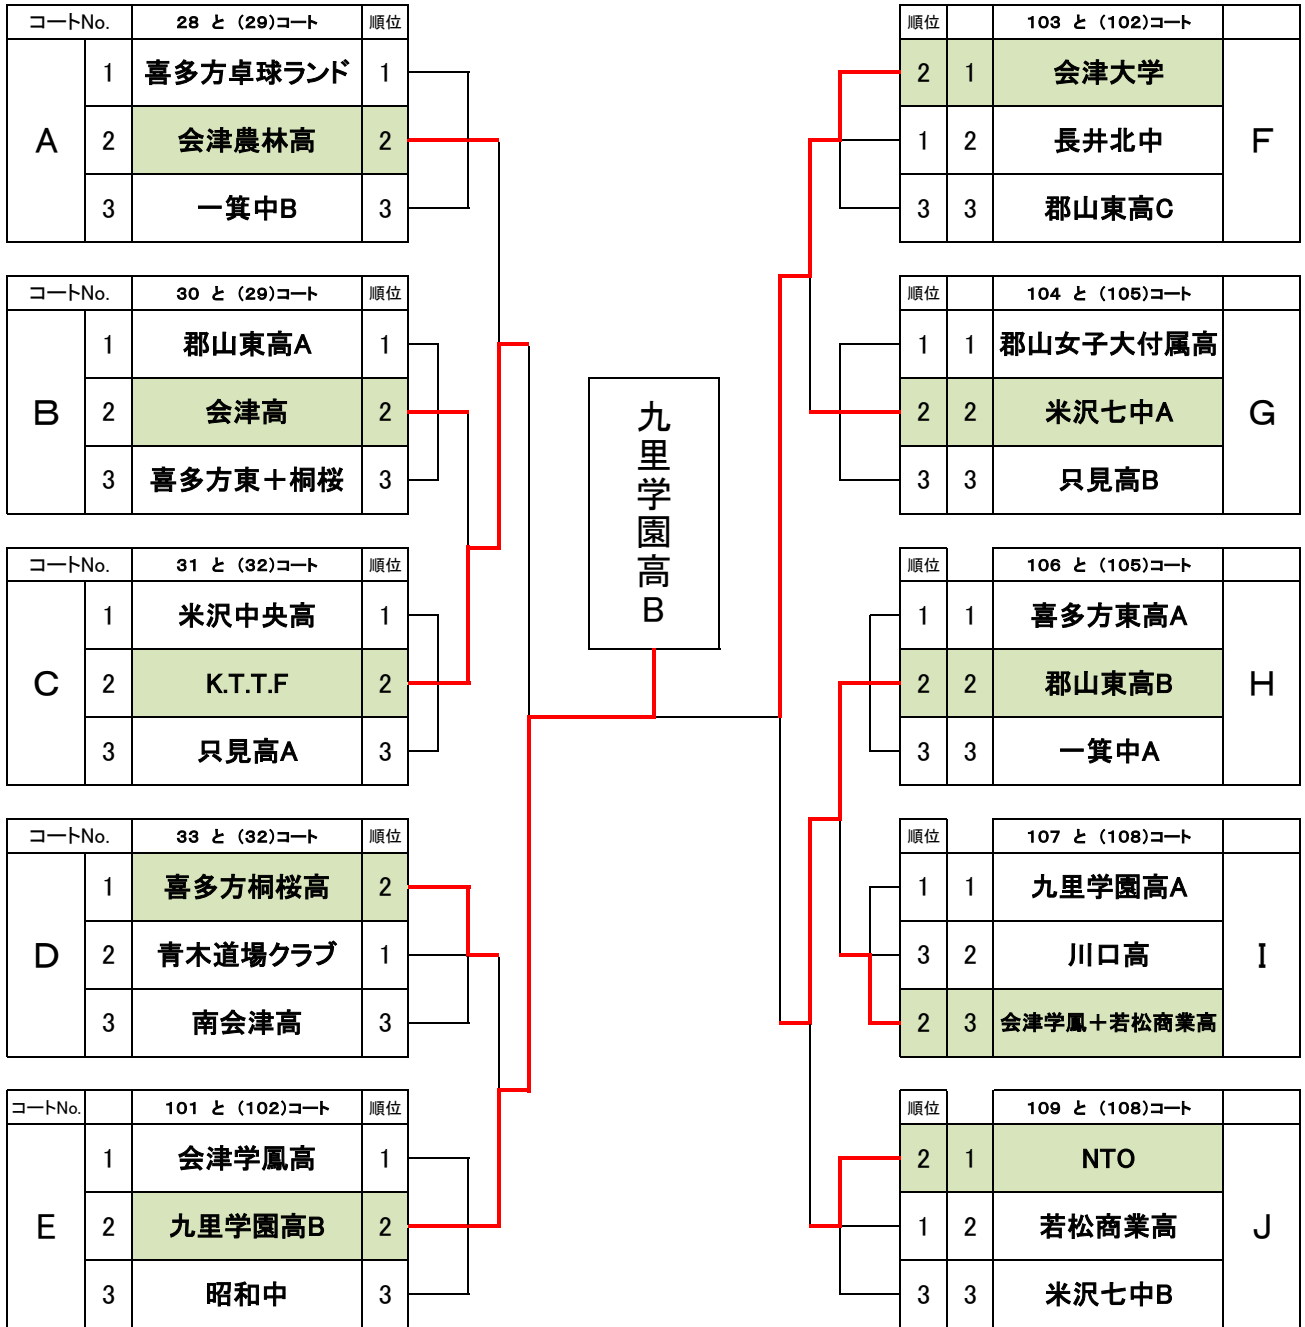 コートNo. 28 と (29)コート 順位
A
1 喜多方卓球ランド 1
2 会津農林高 2
3 一箕中B 3
コートNo. 30 と (29)コート 順位
B
1 郡山東高A 1
2 会津高 2
3 喜多方東+桐桜 3
コートNo. 31 と (32)コート 順位
C
1 米沢中央高 1
2 K.T.T.F 2
3 只見高A 3
コートNo. 33 と (32)コート 順位
D
1 喜多方桐桜高 2
2 青木道場クラブ 1
3 南会津高 3
コートNo. 101 と (102)コート 順位
E
1 会津学鳳高 1
2 九里学園高B 2
3 昭和中 3
九里学園高B
順位 103 と (102)コート
F
2 1 会津大学
1 2 長井北中
3 3 郡山東高C
順位 104 と (105)コート
G
1 1 郡山女子大付属高
2 2 米沢七中A
3 3 只見高B
順位 106 と (105)コート
H
1 1 喜多方東高A
2 2 郡山東高B
3 3 一箕中A
順位 107 と (108)コート
I
1 1 九里学園高A
3 2 川口高
2 3 会津学鳳+若松商業高
順位 109 と (108)コート
J
2 1 NTO
1 2 若松商業高
3 3 米沢七中B